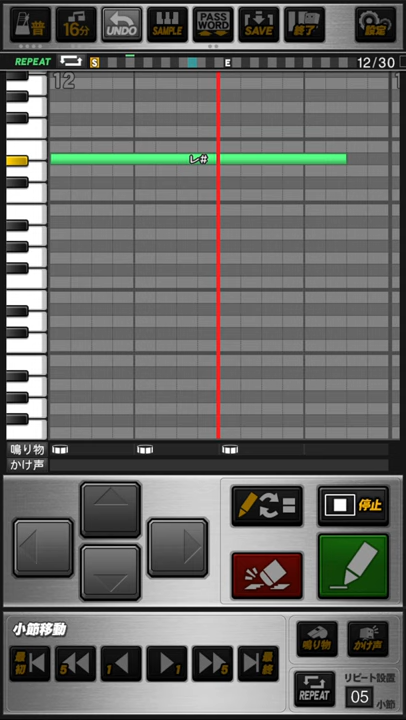 普 16分 UNDO SAMPLE PASS WORD SAVE 終了 設定
REPEAT S E 12/30
12
レ#
鳴り物
かけ声
停止
小節移動
最初 5 1 1 5 最終
鳴り物 かけ声
REPEAT リピート設置
05 小節